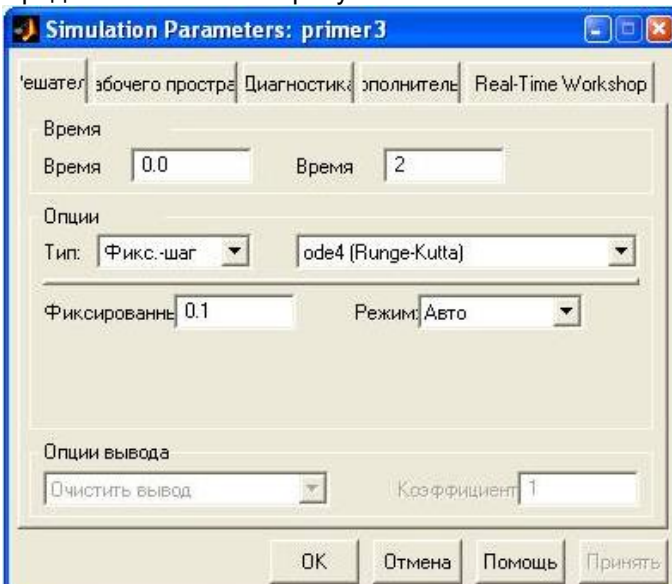 Simulation Parameters: primer3
'ешател абочего простра Диагностика ополнитель Real-Time Workshop
Время
Время 0.0 Время 2
Опции
Тип: Фикс.-шаг ode4 (Runge-Kutta)
Фиксированнь 0.1 Режим: Авто
Опции вывода
Очистить вывод Коэффициент 1
OK Отмена Помощь Принять